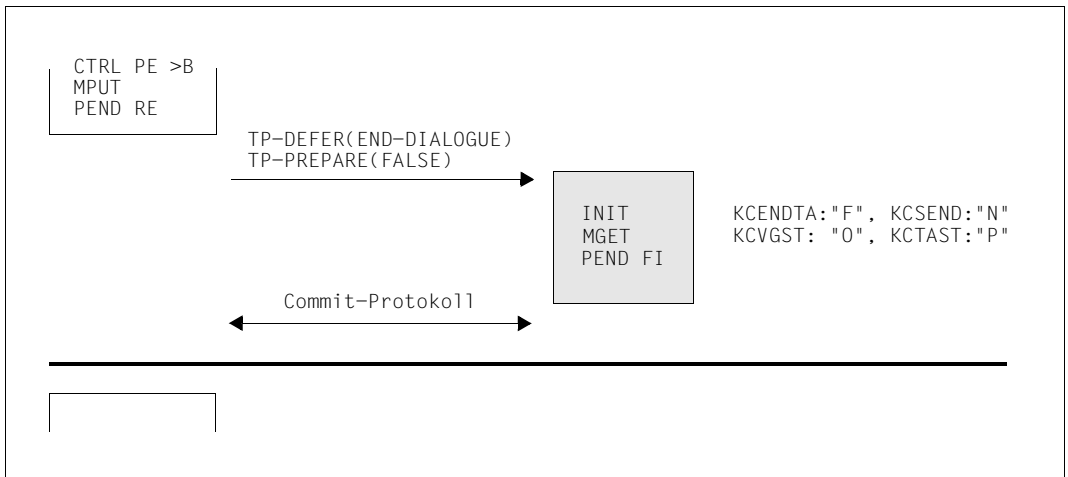 CTRL PE >B
MPUT
PEND RE
TP-DEFER(END-DIALOGUE)
TP-PREPARE(FALSE)
INIT
MGET
PEND FI
KCENDTA:"F", KCSEND:"N"
KCVGST: "O", KCTAST:"P"
Commit-Protokoll